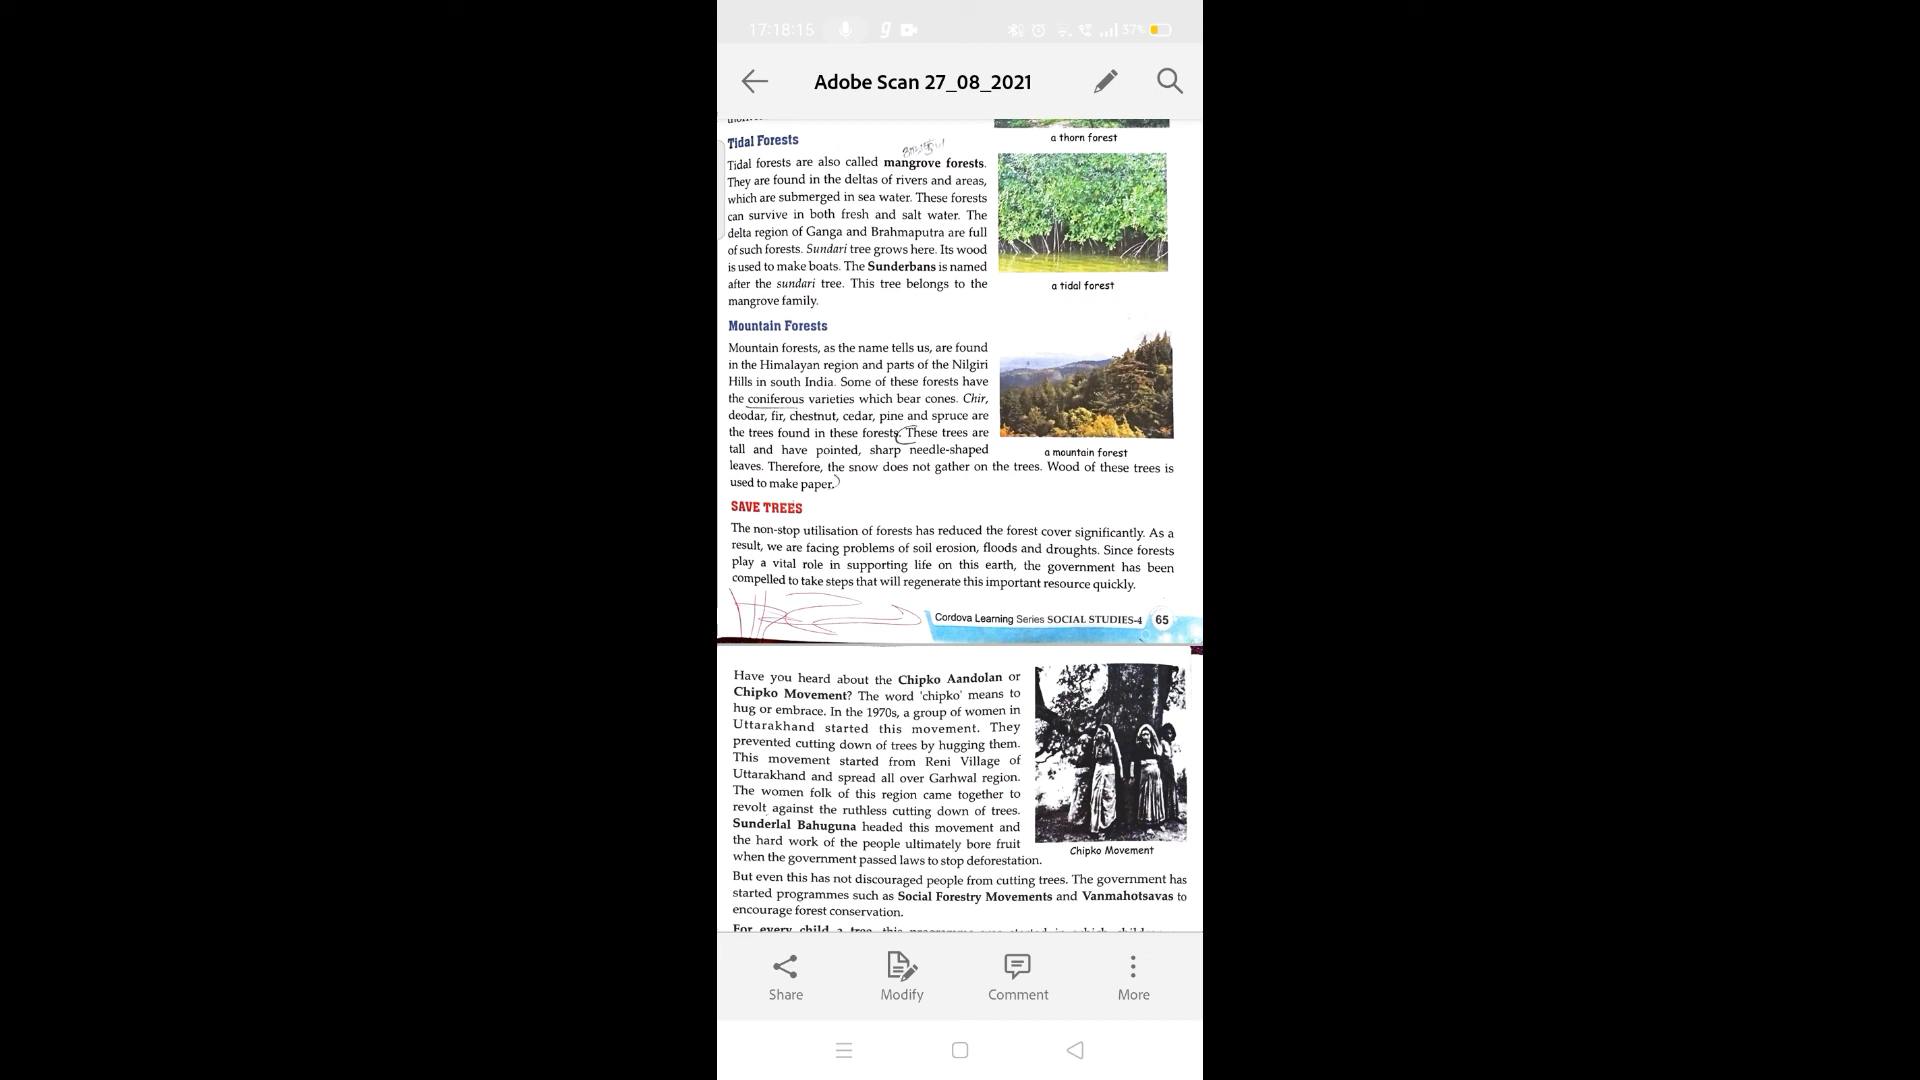 17:18:15
37%
Adobe Scan 27_08_2021
a thorn forest
Tidal Forests
Tidal forests are also called mangrove forests.
They are found in the deltas of rivers and areas,
which are submerged in sea water. These forests
can survive in both fresh and salt water. The
delta region of Ganga and Brahmaputra are full
of such forests. Sundari tree grows here. Its wood
is used to make boats. The Sunderbans is named
after the sundari tree. This tree belongs to the
mangrove family.
a tidal forest
Mountain Forests
Mountain forests, as the name tells us, are found
in the Himalayan region and parts of the Nilgiri
Hills in south India. Some of these forests have
the coniferous varieties which bear cones. Chir,
deodar, fir, chestnut, cedar, pine and spruce are
the trees found in these forests. These trees are
tall and have pointed, sharp needle-shaped
a mountain forest
leaves. Therefore, the snow does not gather on the trees. Wood of these trees is
used to make paper.
SAVE TREES
The non-stop utilisation of forests has reduced the forest cover significantly. As a
result, we are facing problems of soil erosion, floods and droughts. Since forests
play a vital role in supporting life on this earth, the government has been
compelled to take steps that will regenerate this important resource quickly.
Cordova Learning Series SOCIAL STUDIES-4 65
Have you heard about the Chipko Aandolan or
Chipko Movement? The word 'chipko' means to
hug or embrace. In the 1970s, a group of women in
Uttarakhand started this movement. They
prevented cutting down of trees by hugging them.
This movement started from Reni Village of
Uttarakhand and spread all over Garhwal region.
The women folk of this region came together to
revolt against the ruthless cutting down of trees.
Sunderlal Bahuguna headed this movement and
the hard work of the people ultimately bore fruit
when the government passed laws to stop deforestation.
Chipko Movement
But even this has not discouraged people from cutting trees. The government has
started programmes such as Social Forestry Movements and Vanmahotsavas to
encourage forest conservation.
For every child a tree, this programme was started in which children
Share
Modify
Comment
More